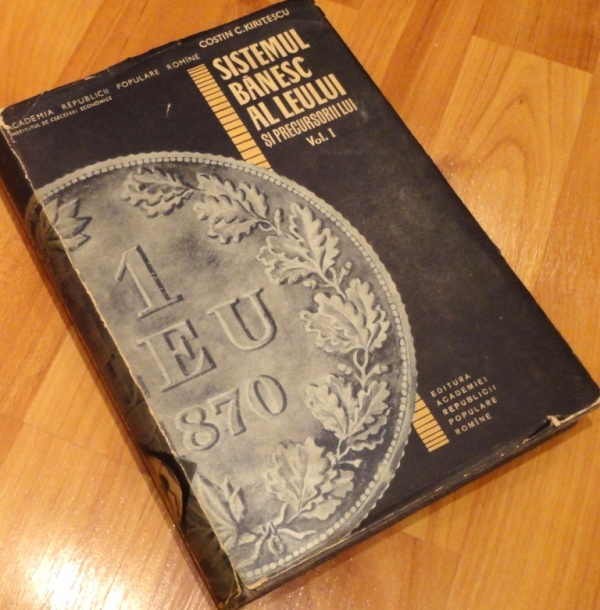 COSTIN C. KIRIȚESCU
ACADEMIA REPUBLICII POPULARE ROMÎNE
INSTITUTUL DE CERCETĂRI ECONOMICE
SISTEMUL
BĂNESC
AL LEULUI
ȘI PRECURSORII LUI
Vol. I
1
EU
870
EDITURA
ACADEMIEI
REPUBLICII
POPULARE
ROMÎNE